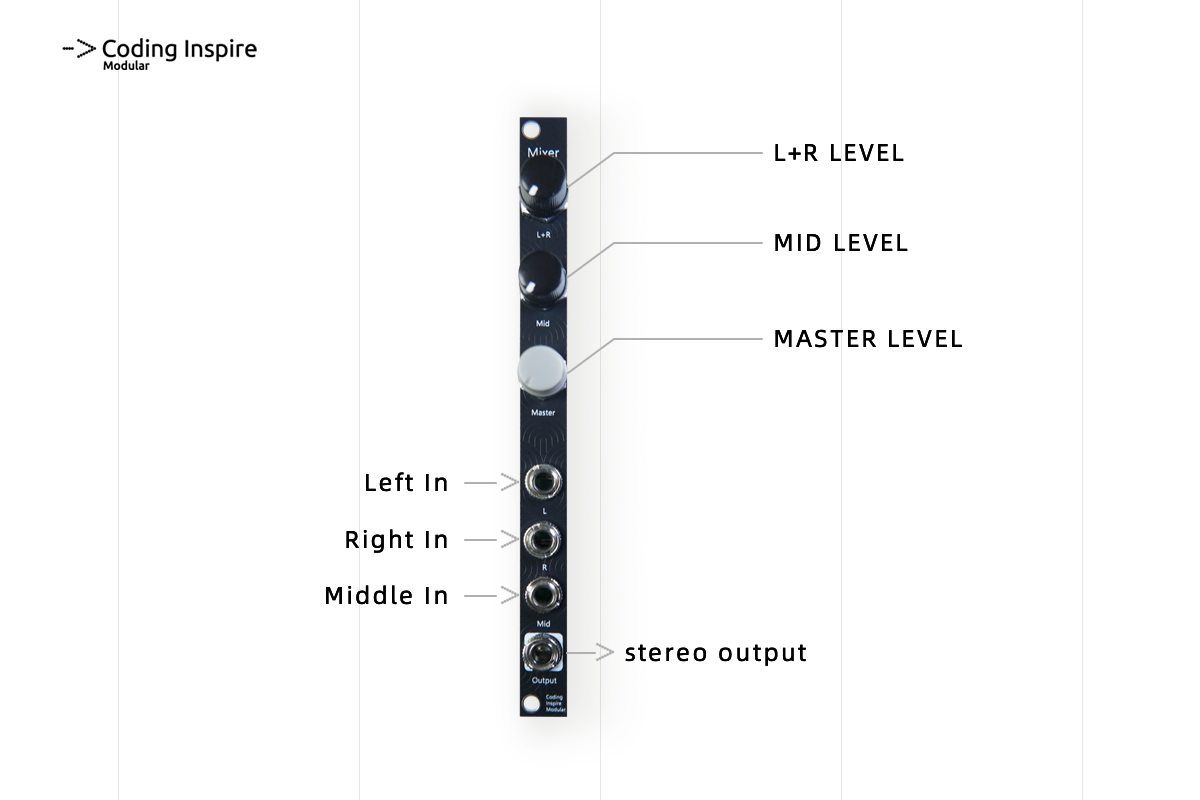 --> Coding Inspire
Modular
Mixer
L+R LEVEL
L+R
MID LEVEL
Mid
MASTER LEVEL
Master
Left In
L
Right In
R
Middle In
Mid
stereo output
Output
Coding
Inspire
Modular